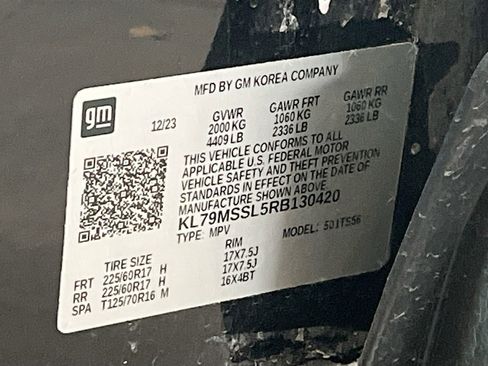 MFD BY GM KOREA COMPANY
gm
12/23
GVWR GAWR FRT GAWR RR
2000 KG 1060 KG 1060 KG
4409 LB 2336 LB 2336 LB
THIS VEHICLE CONFORMS TO ALL
APPLICABLE U.S. FEDERAL MOTOR
VEHICLE SAFETY AND THEFT PREVENTION
STANDARDS IN EFFECT ON THE DATE OF
MANUFACTURE SHOWN ABOVE.
KL79MSSL5RB130420
TYPE: MPV MODEL: 501TS56
TIRE SIZE RIM
FRT 225/60R17 H 17X7.5J
RR 225/60R17 H 17X7.5J
SPA T125/70R16 M 16X4BT